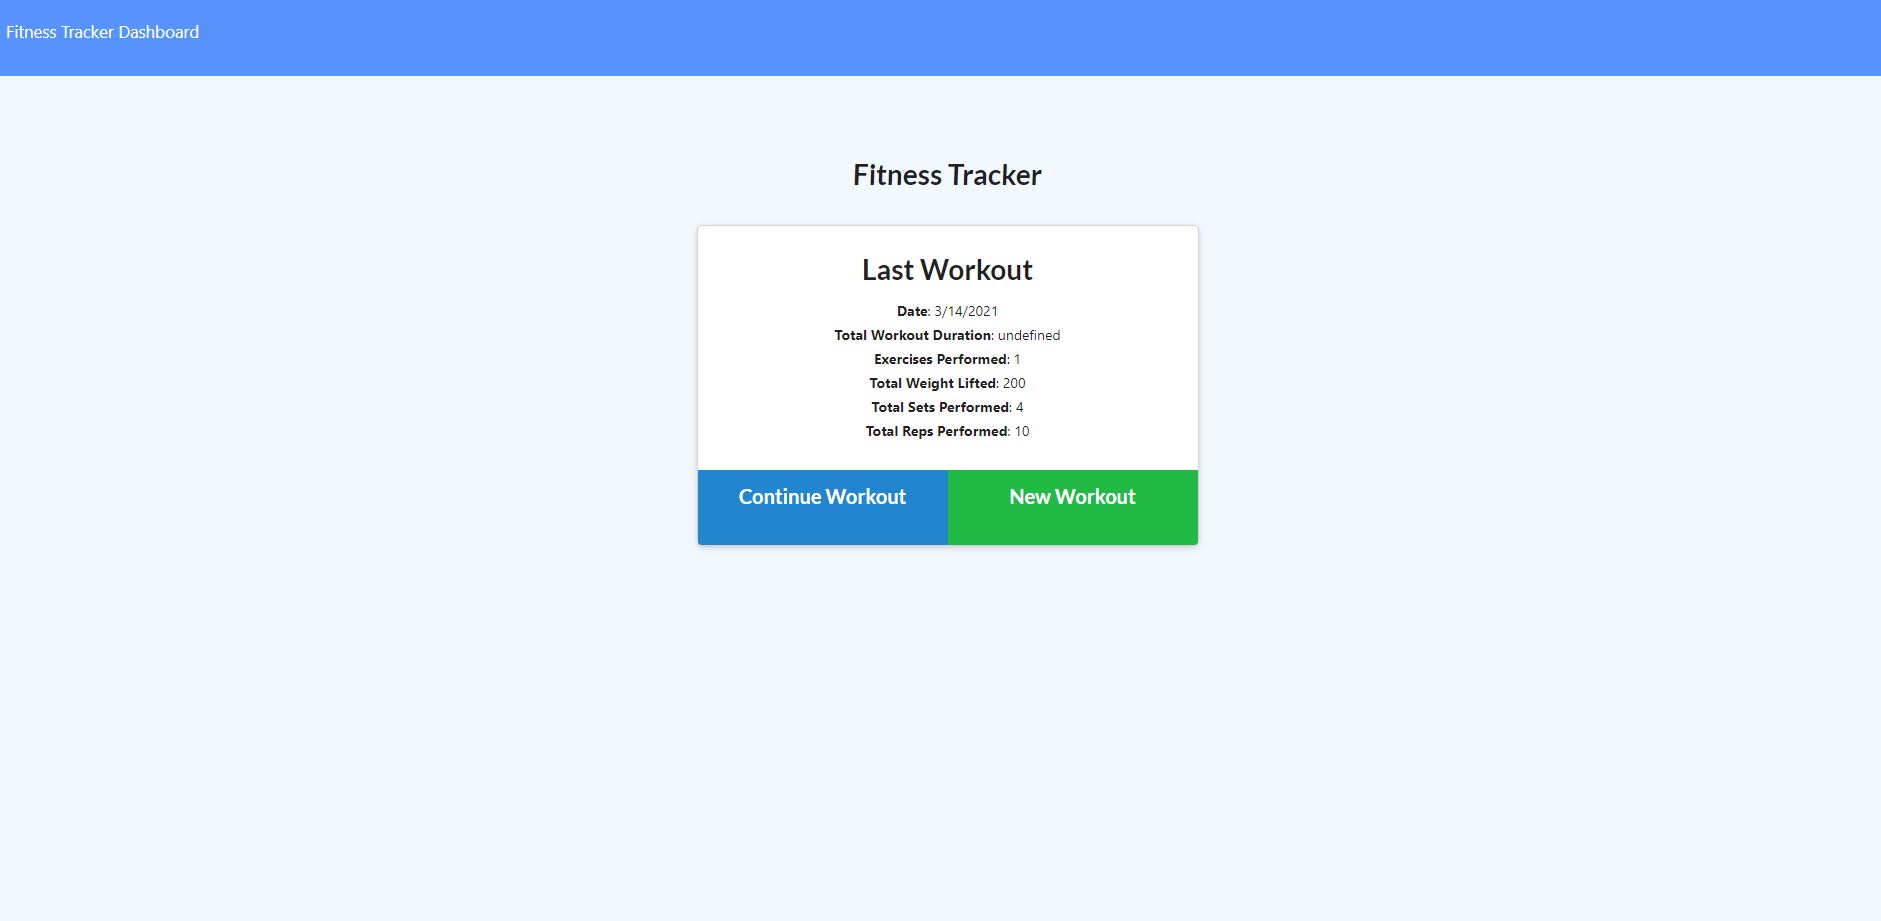 Fitness Tracker Dashboard
Fitness Tracker
Last Workout
Date: 3/14/2021
Total Workout Duration: undefined
Exercises Performed: 1
Total Weight Lifted: 200
Total Sets Performed: 4
Total Reps Performed: 10
Continue Workout New Workout